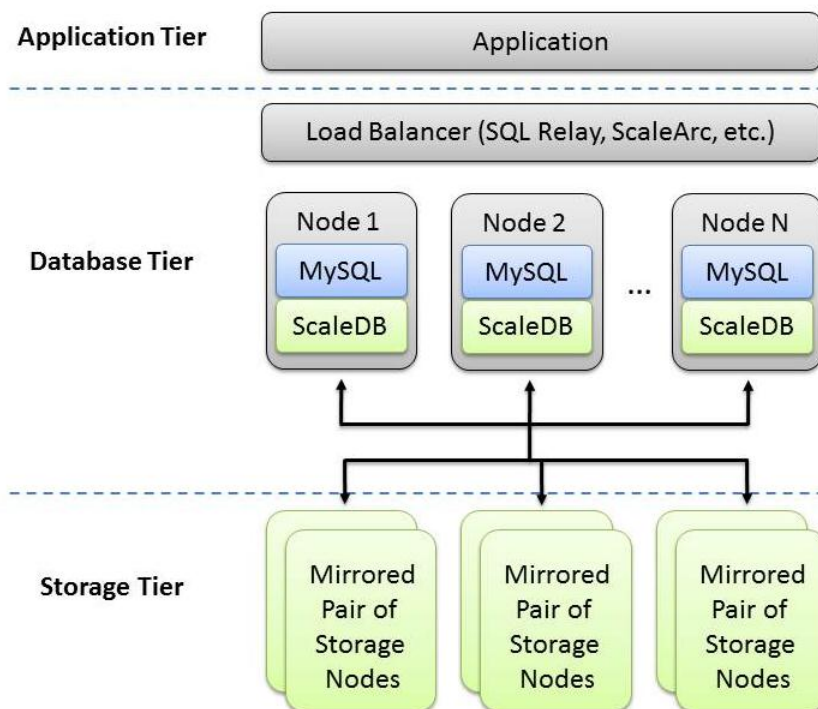 Application Tier
Application
Load Balancer (SQL Relay, ScaleArc, etc.)
Database Tier
Node 1
MySQL
ScaleDB
Node 2
MySQL
ScaleDB
...
Node N
MySQL
ScaleDB
Storage Tier
Mirrored
Pair of
Storage
Nodes
Mirrored
Pair of
Storage
Nodes
Mirrored
Pair of
Storage
Nodes